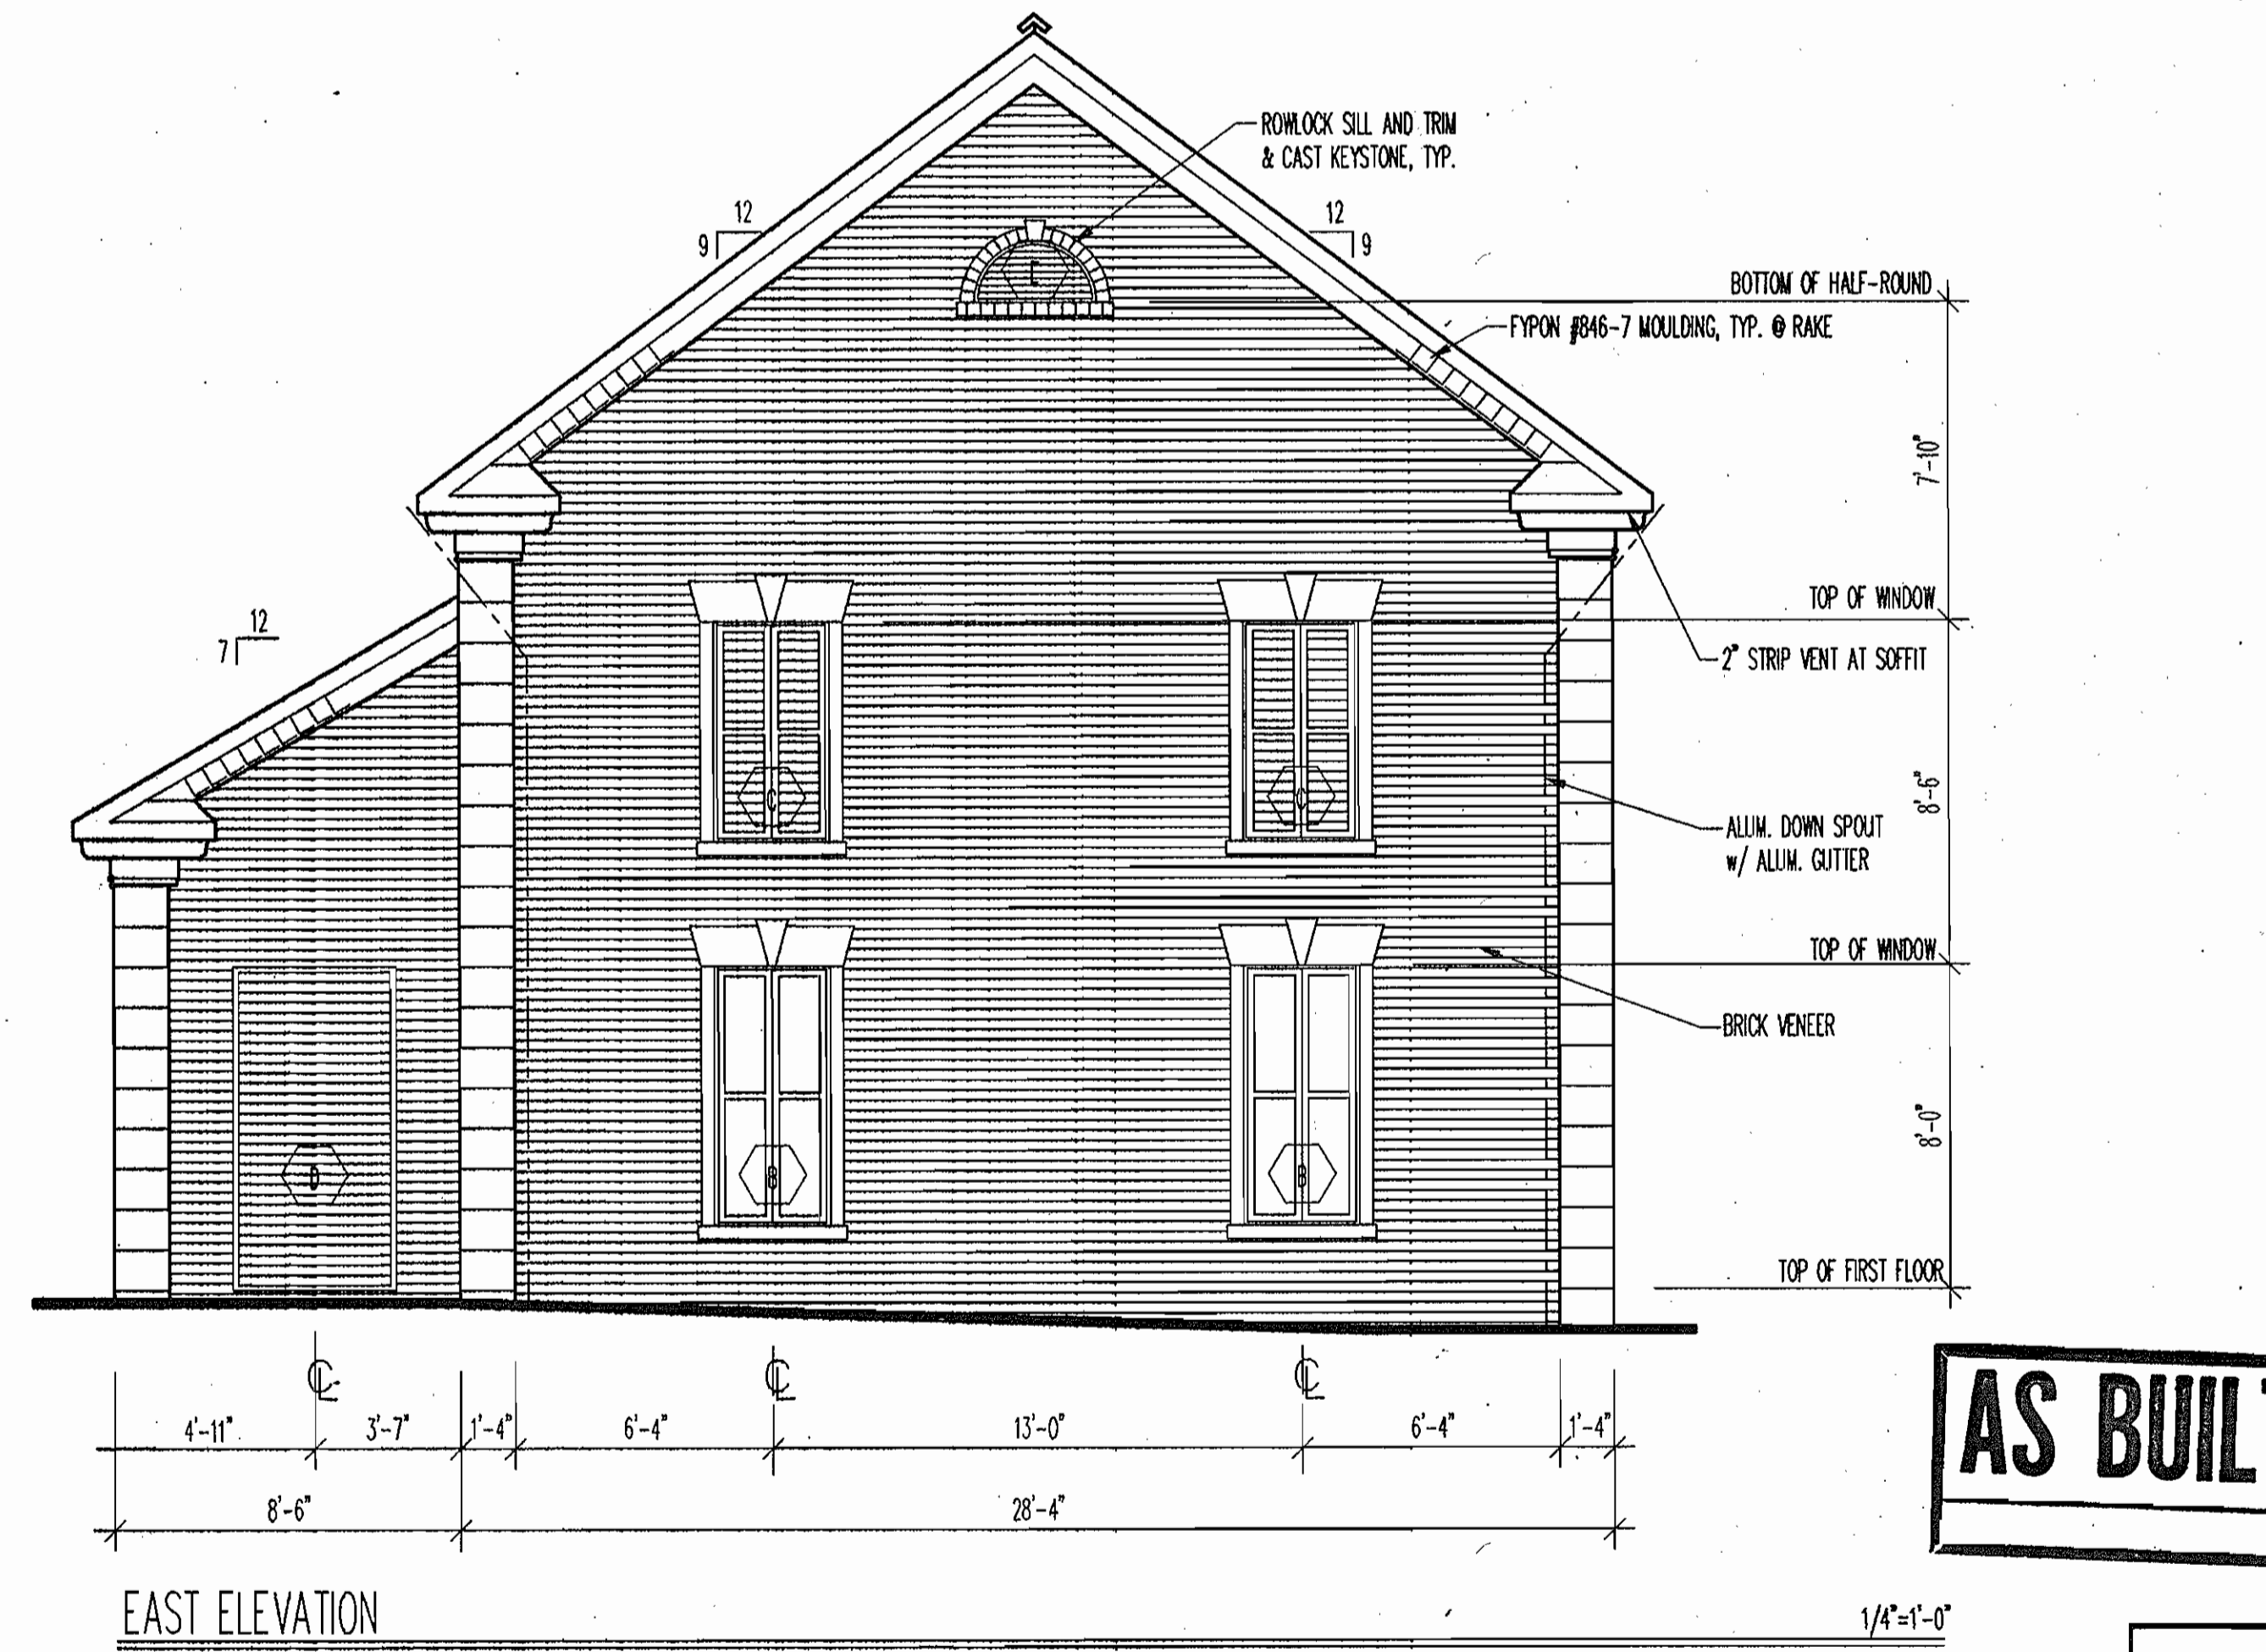 ROWLOCK SILL AND TRIM
& CAST KEYSTONE, TYP.
12
9
12
9
E
BOTTOM OF HALF-ROUND
FYPON #846-7 MOULDING, TYP. @ RAKE
7'-10"
TOP OF WINDOW
12
7
2" STRIP VENT AT SOFFIT
C
C
8'-6"
ALUM. DOWN SPOUT
w/ ALUM. GUTTER
TOP OF WINDOW
BRICK VENEER
8'-0"
D
B
B
TOP OF FIRST FLOOR
CL
CL
CL
4'-11"
3'-7"
1'-4"
6'-4"
13'-0"
6'-4"
1'-4"
8'-6"
28'-4"
AS BUIL
EAST ELEVATION
1/4"=1'-0"